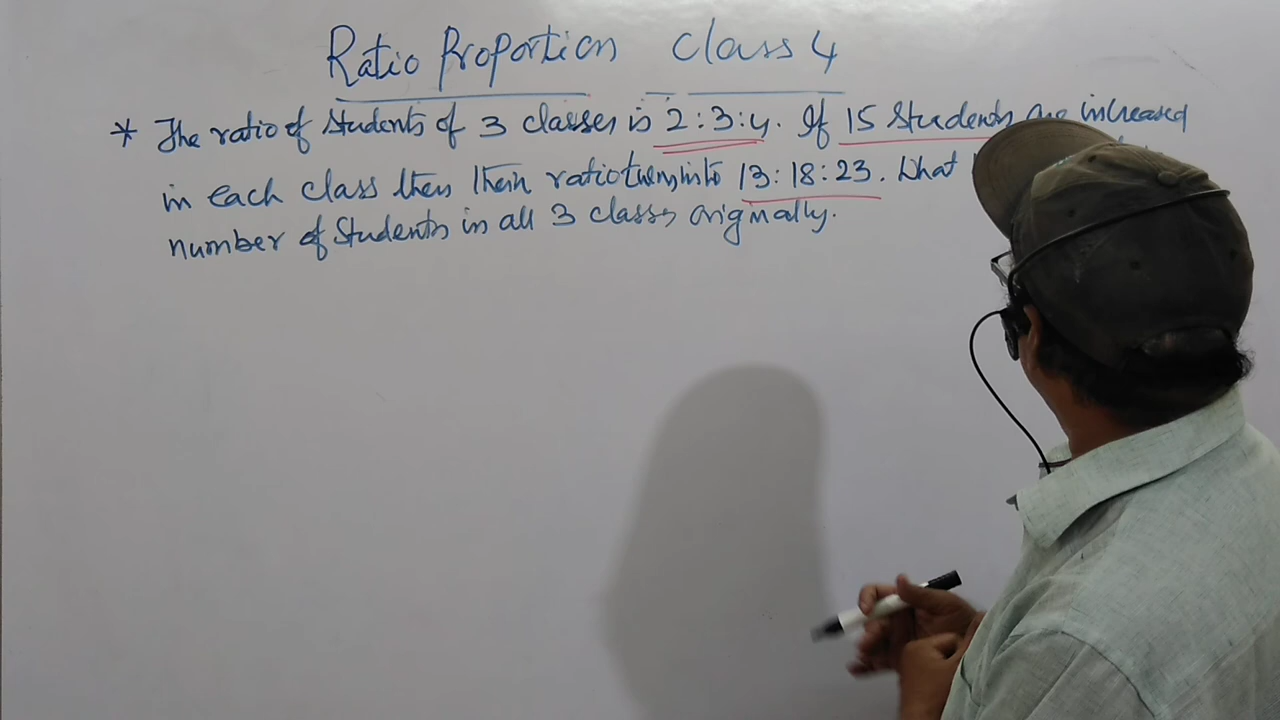 Ratio Proportion Class 4
* The ratio of students of 3 classes is 2:3:4. If 15 students are increased
in each class then their ratio turns into 13:18:23. What
number of students in all 3 classes originally.